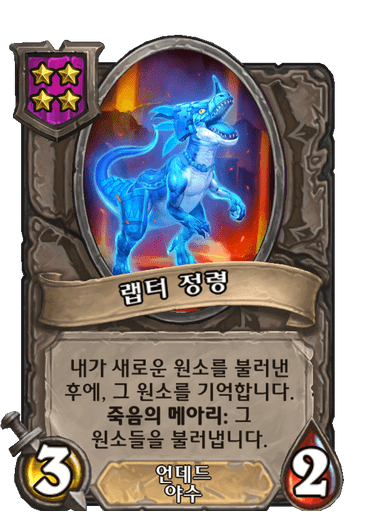 랩터 정령
내가 새로운 원소를 불러낸
후에, 그 원소를 기억합니다.
죽음의 메아리: 그
원소들을 불러냅니다.
언데드
야수
3
2